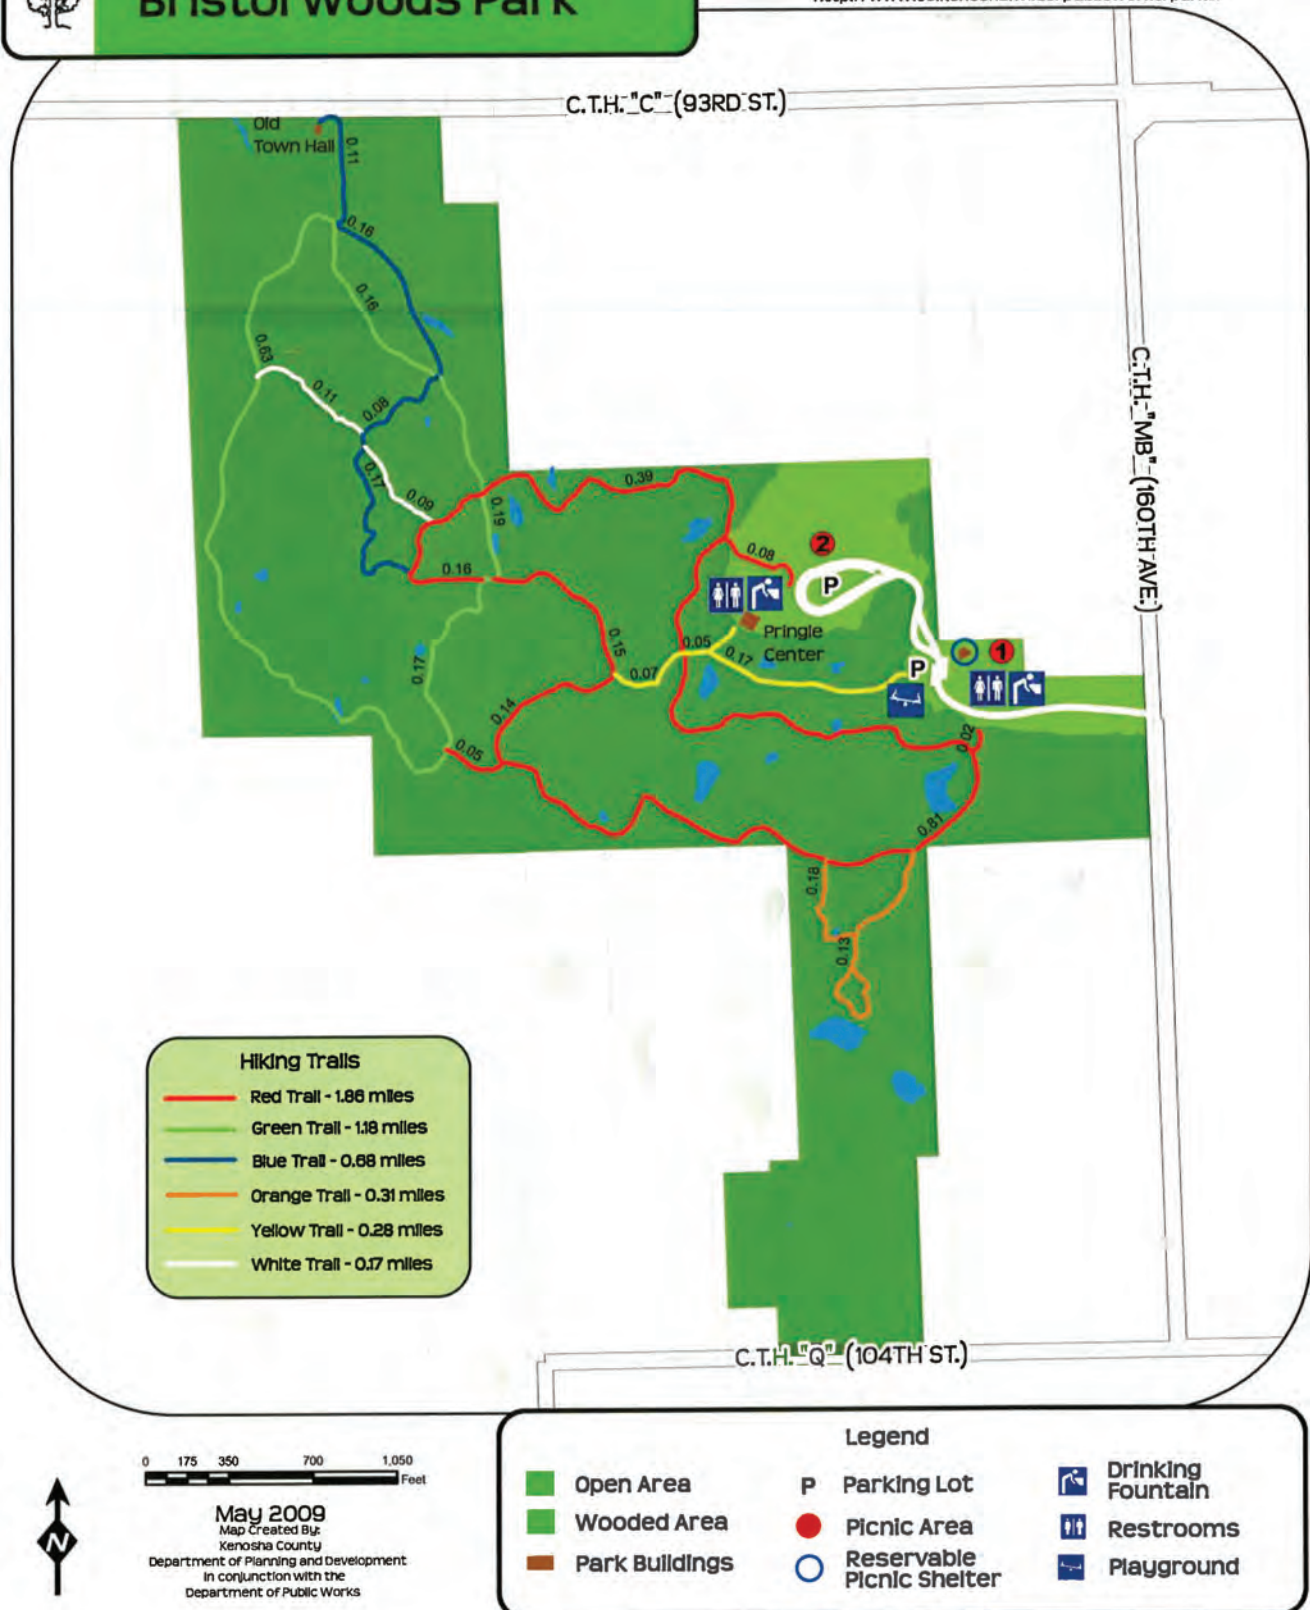 Bristol Woods Park
C.T.H. "C" (93RD ST.)
Old
Town Hall
0.11
0.16
0.16
0.63
0.11
0.08
0.17
0.09
0.19
0.39
0.16
0.08
2
P
Pringle
Center
0.15
0.05
0.17
0.07
P
1
0.17
0.14
0.05
0.02
0.81
0.18
0.13
C.T.H. "MB" (160TH AVE.)
C.T.H. "Q" (104TH ST.)
Hiking Trails
Red Trail - 1.86 miles
Green Trail - 1.18 miles
Blue Trail - 0.68 miles
Orange Trail - 0.31 miles
Yellow Trail - 0.28 miles
White Trail - 0.17 miles
0 175 350 700 1,050
Feet
N
May 2009
Map Created By:
Kenosha County
Department of Planning and Development
in conjunction with the
Department of Public Works
Legend
Open Area
Wooded Area
Park Buildings
P Parking Lot
Picnic Area
Reservable
Picnic Shelter
Drinking
Fountain
Restrooms
Playground